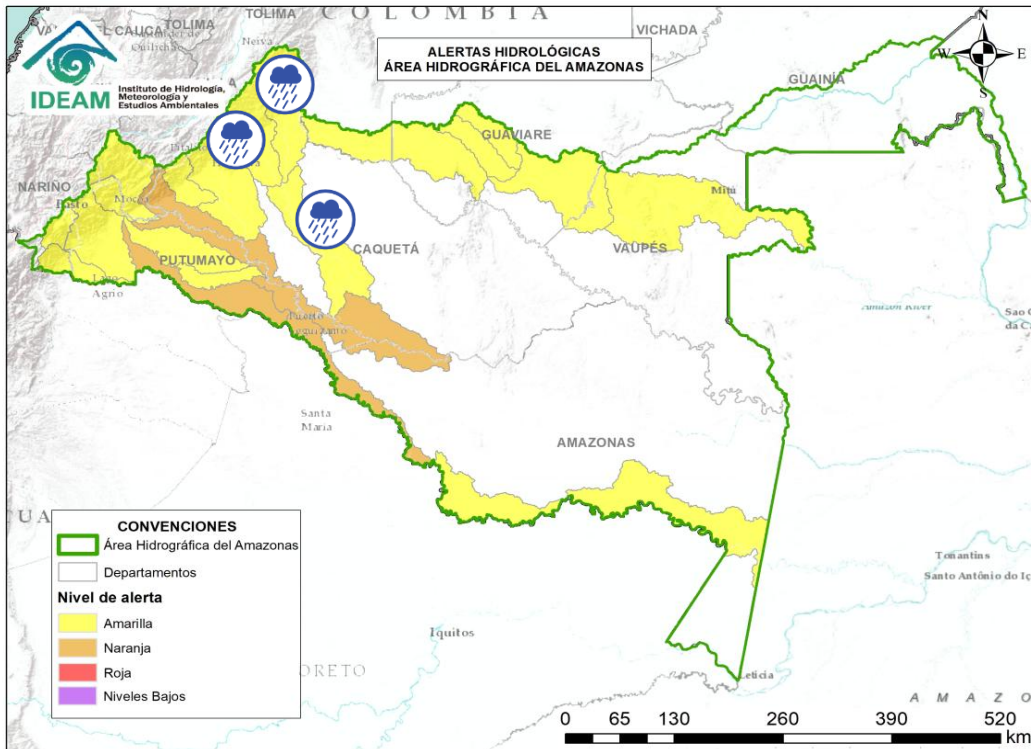 COLOMBIA
TOLIMA
TOLIMA
CAUCA
VICHADA
Neiva
ALERTAS HIDROLÓGICAS
ÁREA HIDROGRÁFICA DEL AMAZONAS
N
W
E
S
IDEAM
Instituto de Hidrología,
Meteorología y
Estudios Ambientales
GUAINÍA
GUAVIARE
NARIÑO
Pasto
Mocoa
Mitú
CAQUETÁ
VAUPÉS
PUTUMAYO
Lago
Agrio
Puerto
Leguízamo
Santa
Maria
AMAZONAS
CONVENCIONES
Área Hidrográfica del Amazonas
Departamentos
Nivel de alerta
Amarilla
Naranja
Roja
Niveles Bajos
Tonantins
Santo Antônio do Iç
Iquitos
ORETO
Leticia
A M A Z O
0 65 130 260 390 520
km